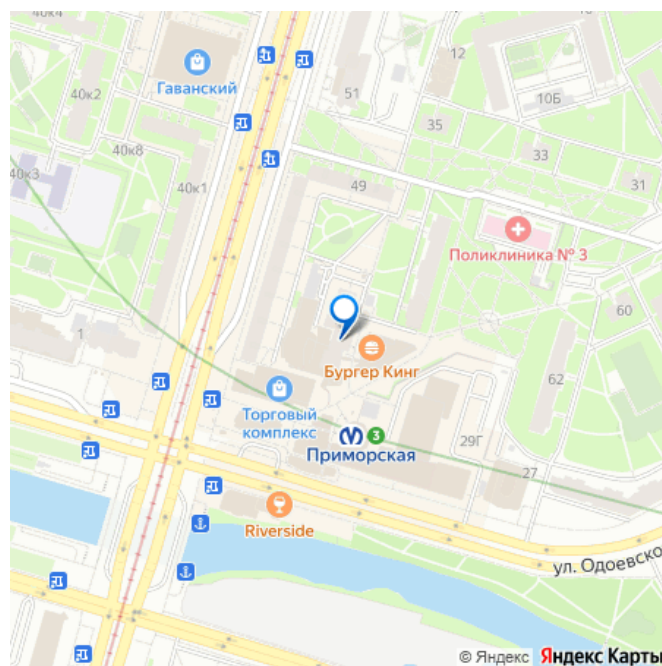 40к4
Гаванский
12
40к2
51
10Б
35
40к8
33
40к3
40к1
49
31
Поликлиника № 3
60
1
Бургер Кинг
62
Торговый
комплекс
3
29Г
Приморская
27
Riverside
ул. Одоевско
© Яндекс Яндекс Карты